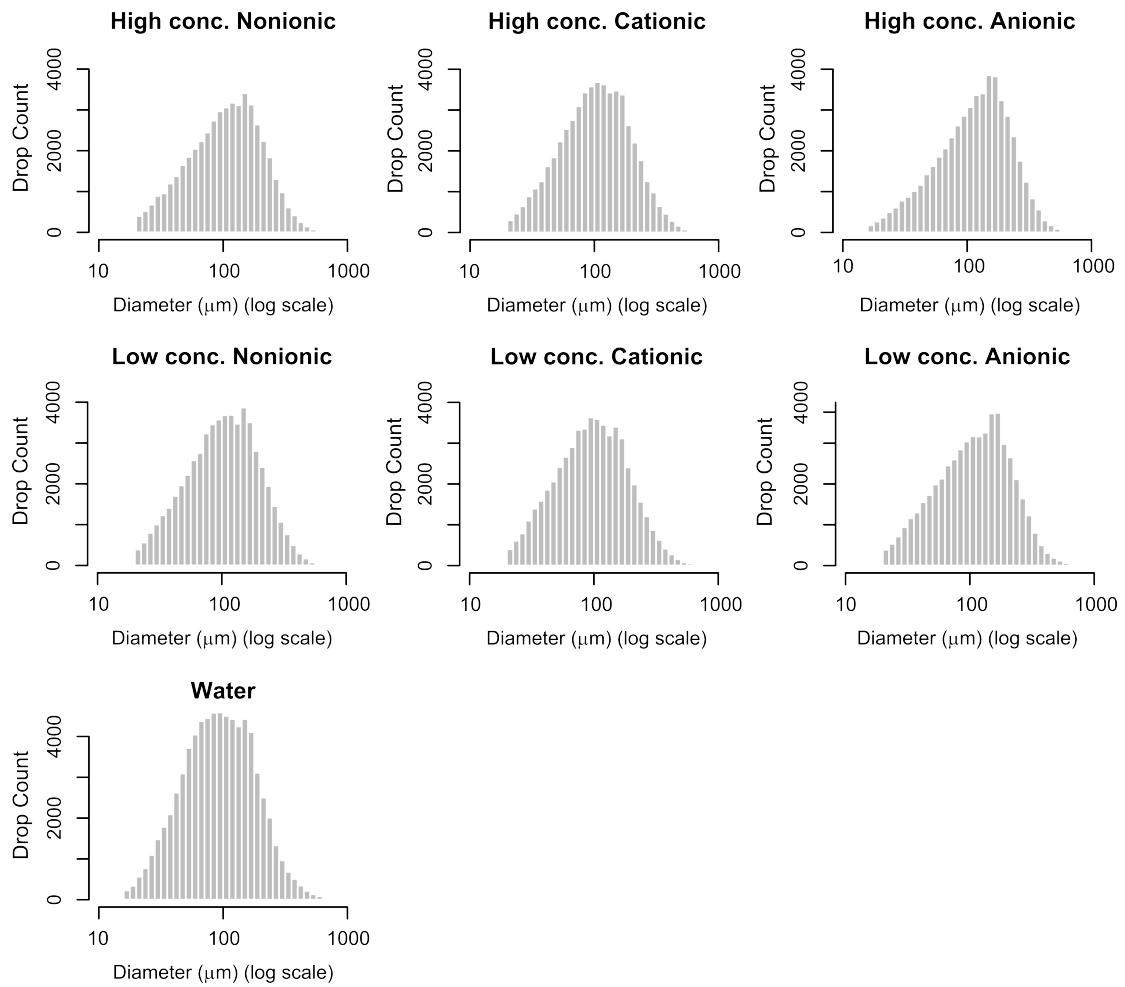 High conc. Nonionic
Drop Count
0
2000
4000
10
100
1000
Diameter (μm) (log scale)
High conc. Cationic
Drop Count
0
2000
4000
10
100
1000
Diameter (μm) (log scale)
High conc. Anionic
Drop Count
0
2000
4000
10
100
1000
Diameter (μm) (log scale)
Low conc. Nonionic
Drop Count
0
2000
4000
10
100
1000
Diameter (μm) (log scale)
Low conc. Cationic
Drop Count
0
2000
4000
10
100
1000
Diameter (μm) (log scale)
Low conc. Anionic
Drop Count
0
2000
4000
10
100
1000
Diameter (μm) (log scale)
Water
Drop Count
0
2000
4000
10
100
1000
Diameter (μm) (log scale)